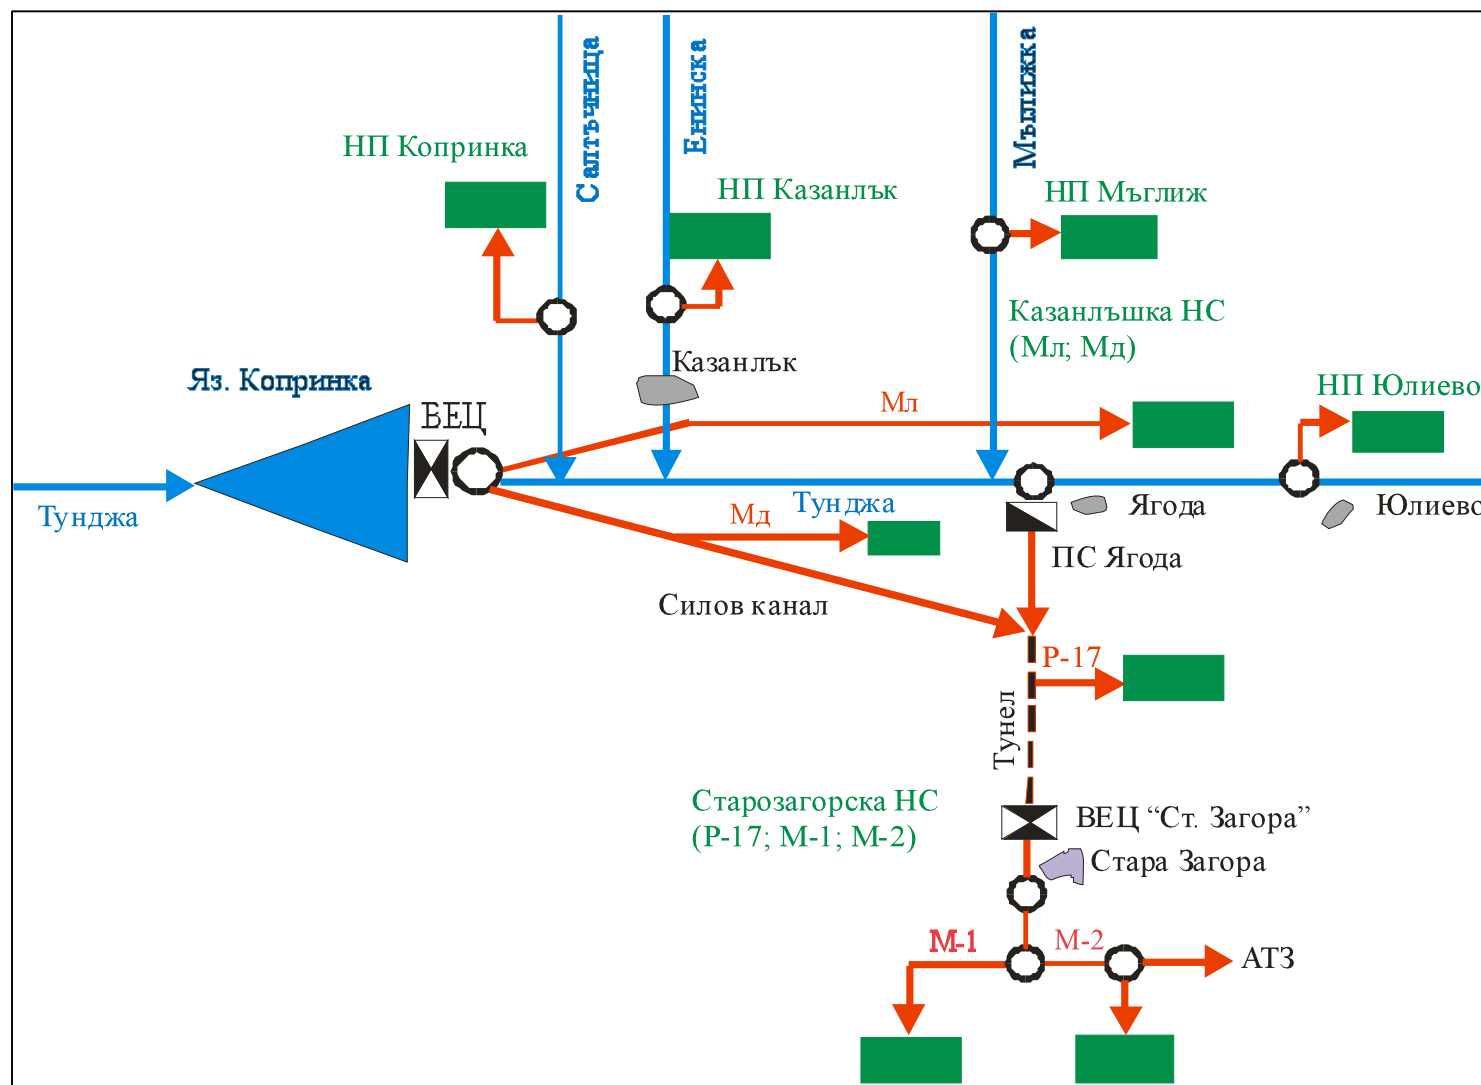 Салтъчница
Енинска
Мълижка
НП Копринка
НП Казанлък
НП Мъглиж
Казанлъшка НС
(Мл; Мд)
Казанлък
Яз. Копринка
НП Юлиево
ВЕЦ
Мл
Тунджа
Мд
Тунджа
Ягода
Юлиево
ПС Ягода
Силов канал
Р-17
Тунел
Старозагорска НС
(Р-17; М-1; М-2)
ВЕЦ “Ст. Загора”
Стара Загора
М-1
М-2
АТЗ